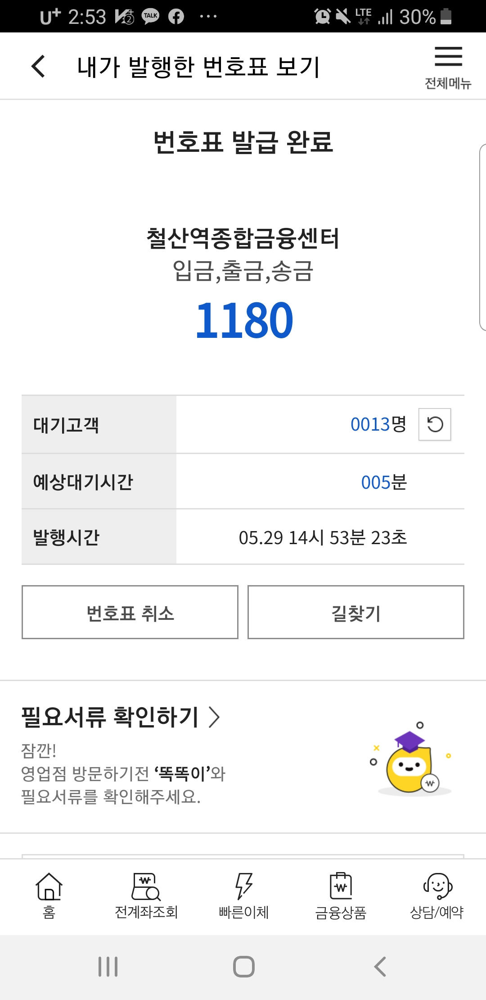 U+ 2:53 TALK LTE 30%
내가 발행한 번호표 보기
전체메뉴
번호표 발급 완료
철산역종합금융센터
입금,출금,송금
1180
대기고객 0013명
예상대기시간 005분
발행시간 05.29 14시 53분 23초
번호표 취소 길찾기
필요서류 확인하기
잠깐!
영업점 방문하기전 ‘똑똑이’와
필요서류를 확인해주세요.
홈 전계좌조회 빠른이체 금융상품 상담/예약